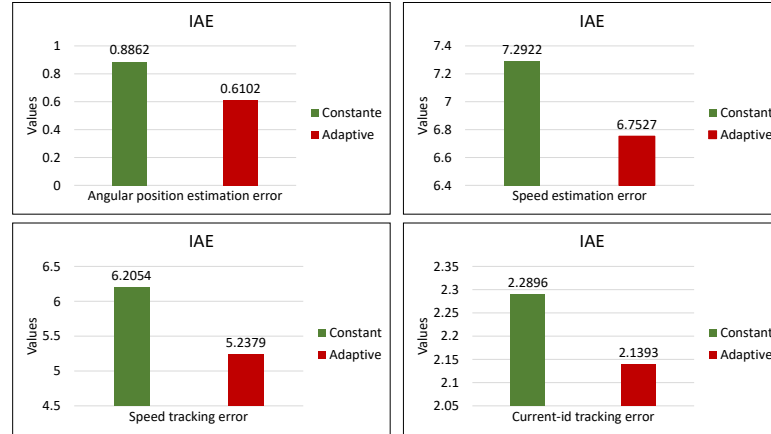 IAE
1
0.8
0.6
0.4
0.2
0
Values
0.8862
0.6102
Constante
Adaptive
Angular position estimation error
IAE
7.4
7.2
7
6.8
6.6
6.4
Values
7.2922
6.7527
Constante
Adaptive
Speed estimation error
IAE
6.5
6
5.5
5
4.5
Values
6.2054
5.2379
Constant
Adaptive
Speed tracking error
IAE
2.35
2.3
2.25
2.2
2.15
2.1
2.05
Values
2.2896
2.1393
Constant
Adaptive
Current-id tracking error